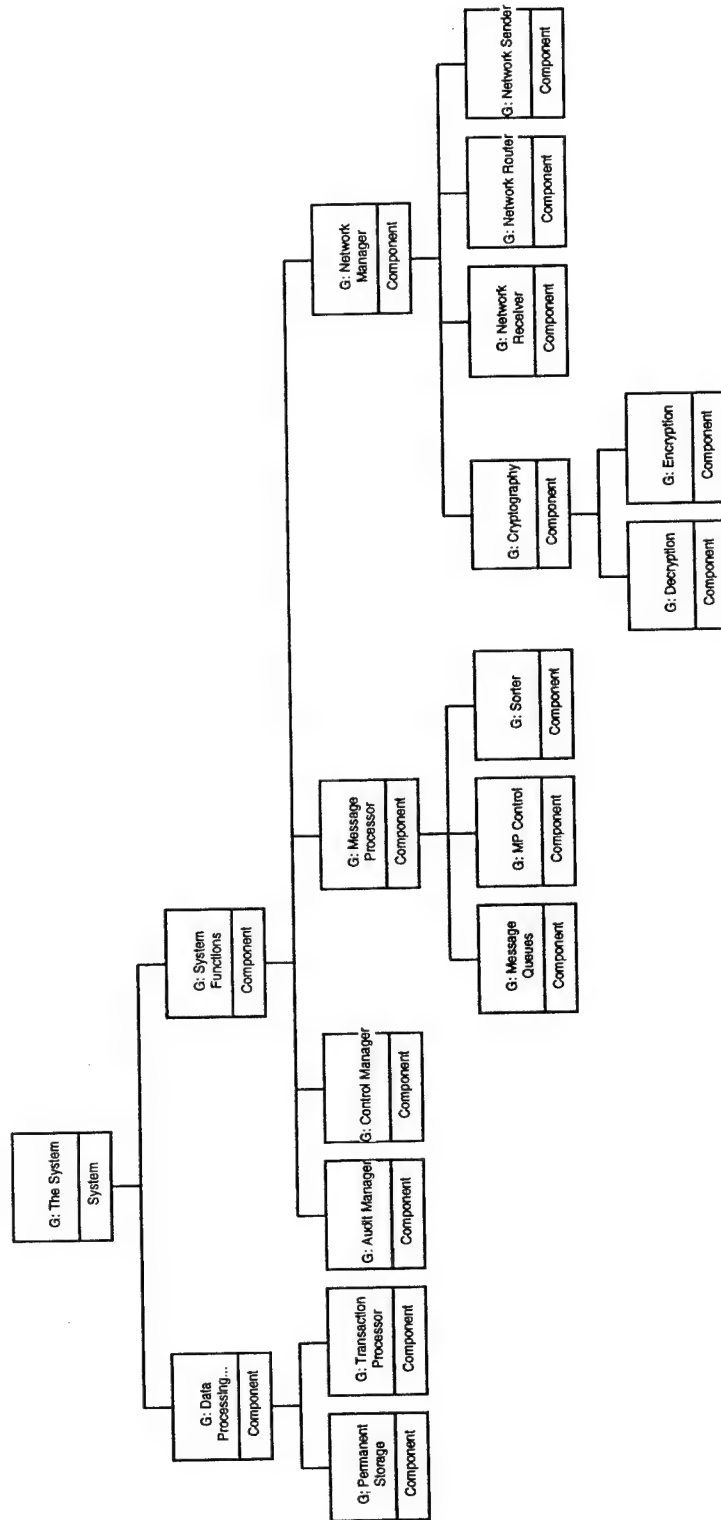 G: The System
System
G: Data
Processing...
Component
G: System
Functions
Component
G: Permanent
Storage
Component
G: Transaction
Processor
Component
G: Audit Manager
Component
G: Control Manager
Component
G: Message
Processor
Component
G: Network
Manager
Component
G: Message
Queues
Component
G: MP Control
Component
G: Sorter
Component
G: Cryptography
Component
G: Network
Receiver
Component
G: Network Router
Component
G: Network Sender
Component
G: Decryption
Component
G: Encryption
Component